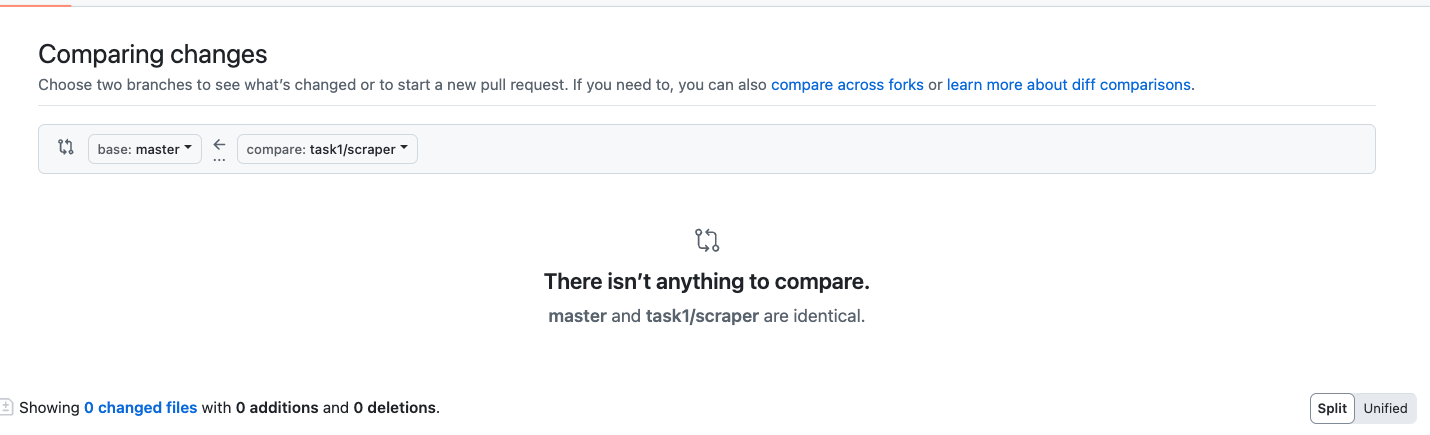 Comparing changes
Choose two branches to see what's changed or to start a new pull request. If you need to, you can also compare across forks or learn more about diff comparisons.
base: master ← compare: task1/scraper
...
There isn't anything to compare.
master and task1/scraper are identical.
Showing 0 changed files with 0 additions and 0 deletions.
Split Unified